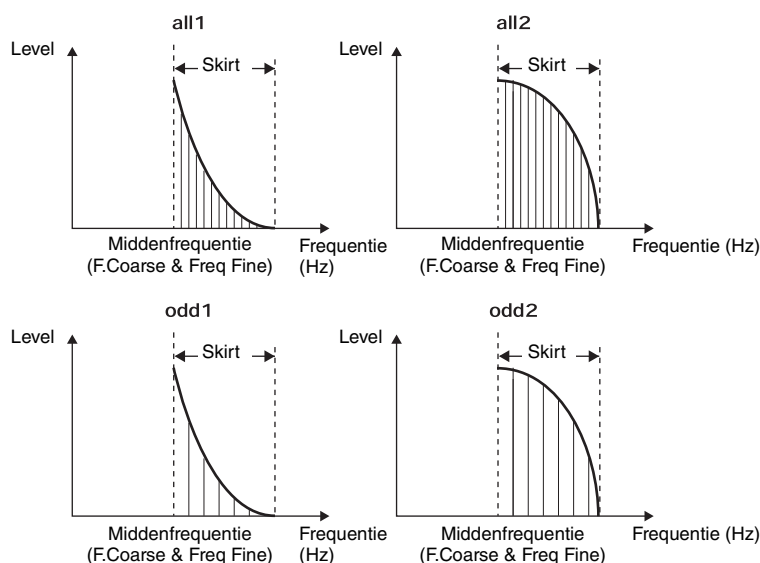 all1
Level
Skirt
Middenfrequentie
(F.Coarse & Freq Fine)
Frequentie
(Hz)
all2
Level
Skirt
Middenfrequentie
(F.Coarse & Freq Fine)
Frequentie (Hz)
odd1
Level
Skirt
Middenfrequentie
(F.Coarse & Freq Fine)
Frequentie
(Hz)
odd2
Level
Skirt
Middenfrequentie
(F.Coarse & Freq Fine)
Frequentie (Hz)